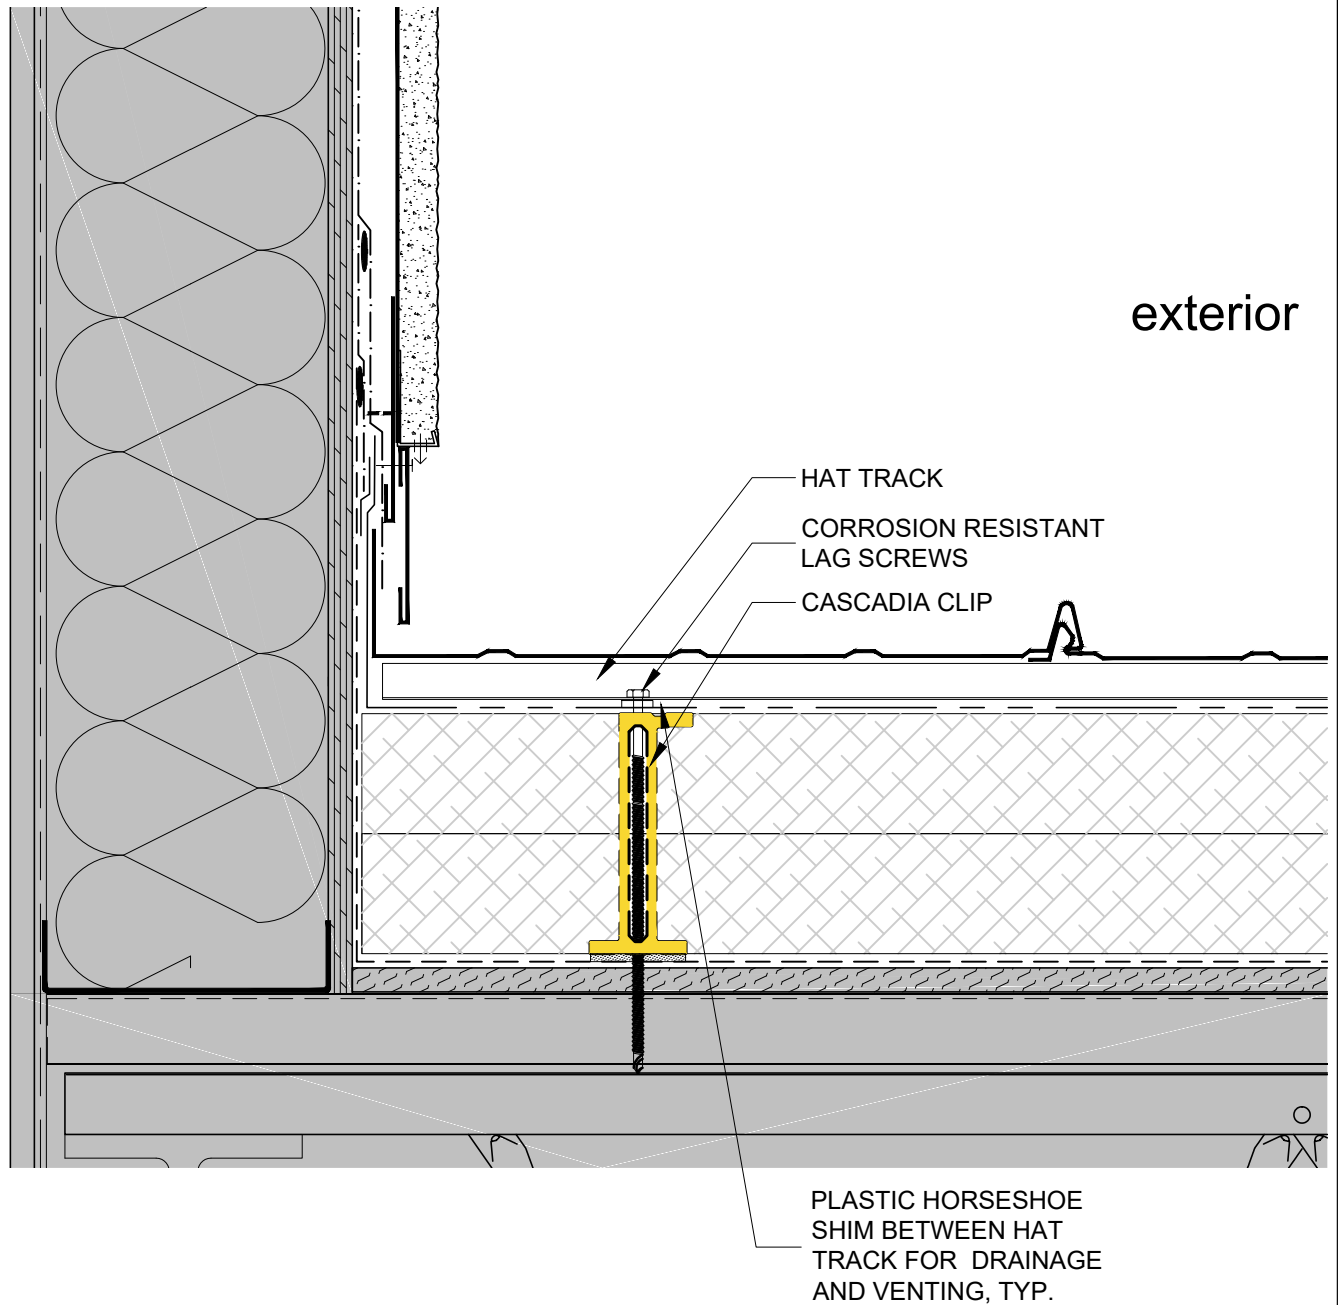 exterior
HAT TRACK
CORROSION RESISTANT
LAG SCREWS
CASCADIA CLIP
PLASTIC HORSESHOE
SHIM BETWEEN HAT
TRACK FOR DRAINAGE
AND VENTING, TYP.